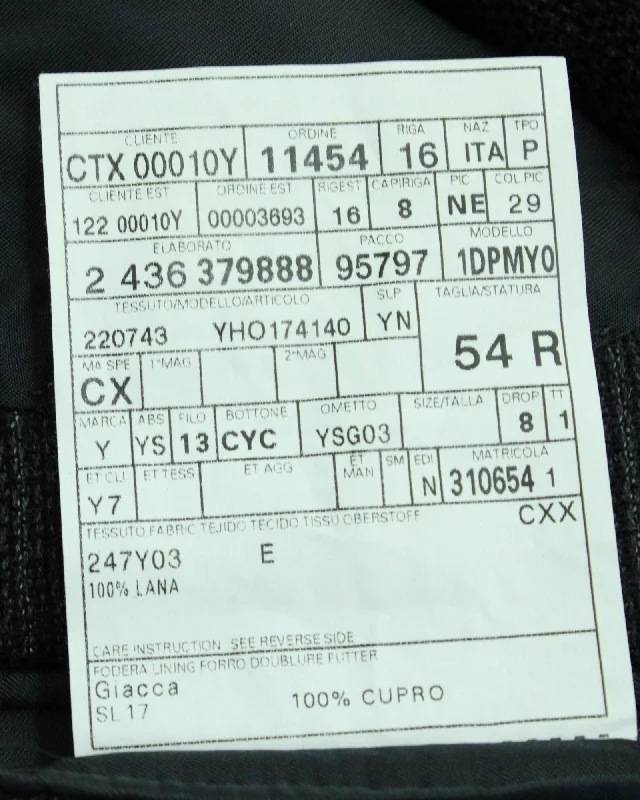 CLIENTE ORDINE RIGA NAZ TPO
CTX 00010Y 11454 16 ITA P
CLIENTE EST ORDINE EST RIGEST CAPIRIGA PIC COL PIC
122 00010Y 00003693 16 8 NE 29
ELABORATO PACCO MODELLO
2 436 379888 95797 1DPMY0
TESSUTO/MODELLO/ARTICOLO SLP TAGLIA/STATURA
220743 YHO174140 YN 54 R
MA SPE 1°MAG 2°MAG
CX
MARCA ABS FILO BOTTONE OMETTO SIZE/TALLA DROP TT
Y YS 13 CYC YSG03 8 1
ET CLI ET TESS ET AGG ET MAN SM EDI MATRICOLA
Y7 N 310654 1
TESSUTO FABRIC TEJIDO TECIDO TISSU OBERSTOFF CXX
247Y03 E
100% LANA
CARE INSTRUCTION SEE REVERSE SIDE
FODERA LINING FORRO DOUBLURE FUTTER
Giacca 100% CUPRO
SL 17